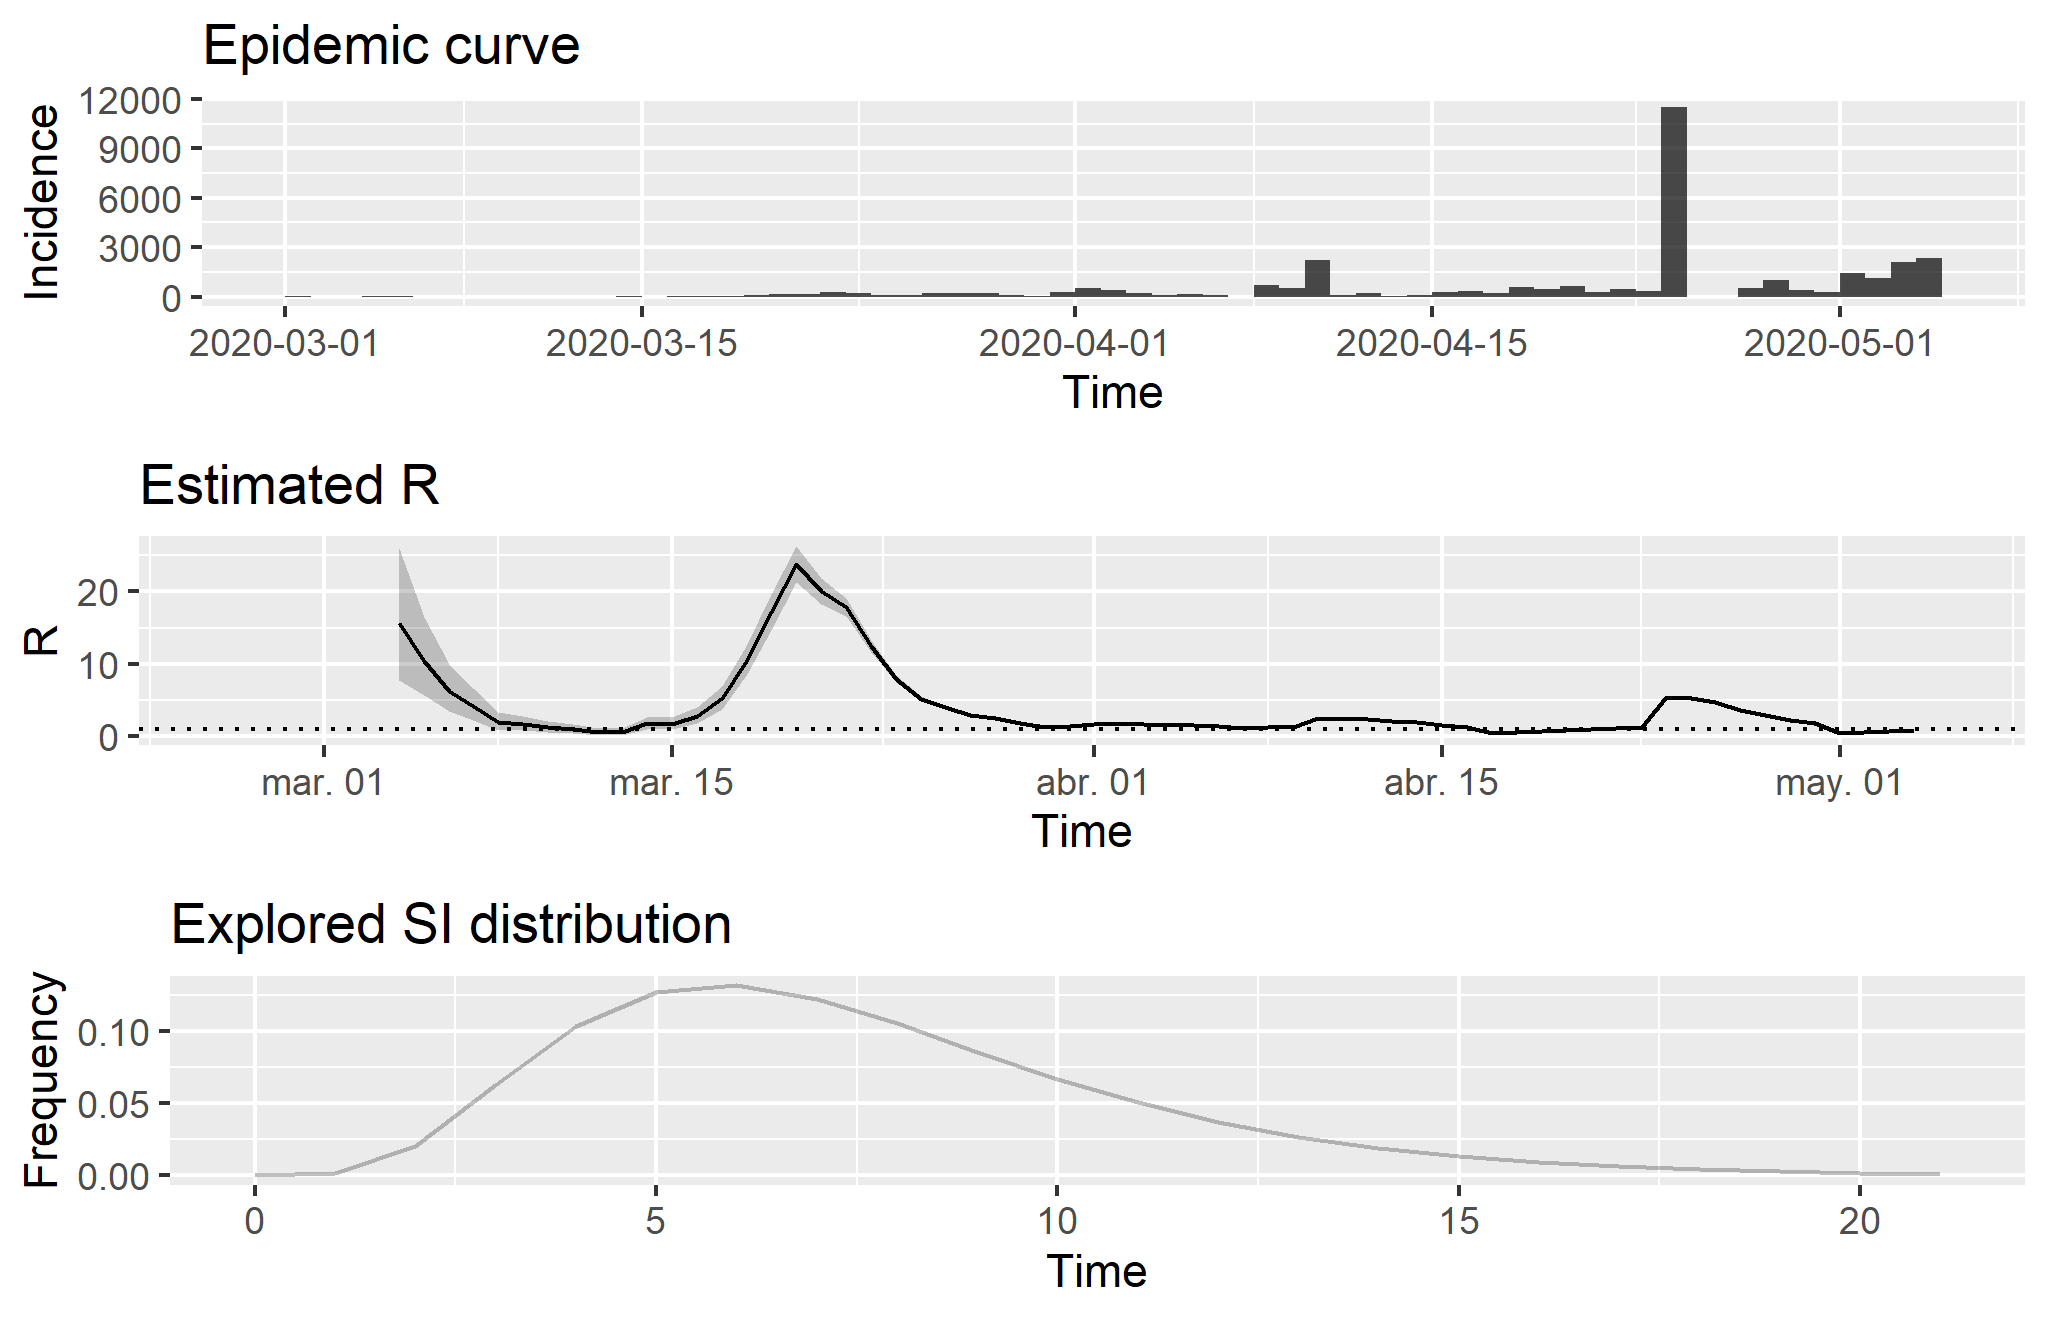 Epidemic curve
Incidence
12000
9000
6000
3000
0
2020-03-01 2020-03-15 2020-04-01 2020-04-15 2020-05-01
Time
Estimated R
R
20
10
0
mar. 01 mar. 15 abr. 01 abr. 15 may. 01
Time
Explored SI distribution
Frequency
0.10
0.05
0.00
0 5 10 15 20
Time